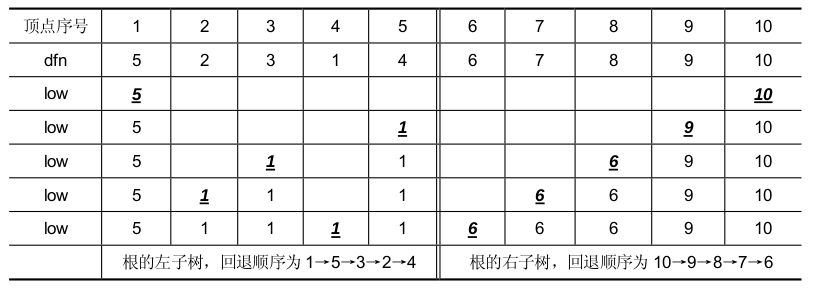 顶点序号 1 2 3 4 5 6 7 8 9 10
dfn 5 2 3 1 4 6 7 8 9 10
low 5 10
low 5 1 9 10
low 5 1 1 6 9 10
low 5 1 1 1 6 6 9 10
low 5 1 1 1 1 6 6 6 9 10
根的左子树，回退顺序为 1→5→3→2→4 根的右子树，回退顺序为 10→9→8→7→6